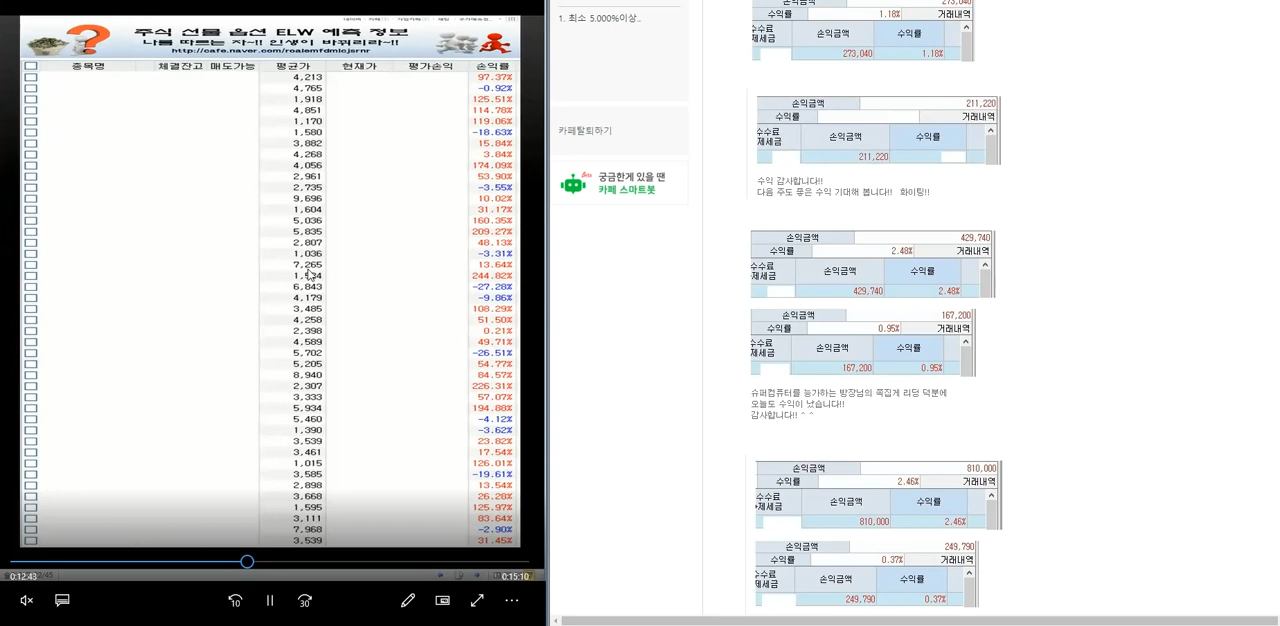 주식 선물 옵션 ELW 예측 정보
나를 따르는 자~!! 인생이 바뀌리라~!!
http://cafe.naver.com/roalemfdmlcjsrnr
종목명 체결잔고 매도가능 평균가 현재가 평가손익 손익률
4,213 97.37%
4,765 -0.92%
1,918 125.51%
4,851 114.78%
1,170 119.06%
1,580 -18.63%
3,882 15.84%
4,268 3.84%
4,056 174.09%
2,961 53.90%
2,735 -3.55%
9,696 10.02%
1,604 31.17%
5,036 160.35%
5,835 209.27%
2,807 48.13%
1,036 -3.31%
7,265 13.64%
244.82%
6,843 -27.28%
4,179 -9.86%
3,485 108.29%
4,258 51.50%
2,398 0.21%
4,589 49.71%
5,702 -26.51%
5,205 54.77%
8,940 84.57%
2,307 226.31%
3,333 57.07%
5,934 194.88%
5,460 -4.12%
1,390 -3.62%
3,539 23.82%
3,461 17.54%
1,015 126.01%
3,585 -19.61%
2,898 13.54%
3,668 26.28%
1,595 125.97%
3,111 83.64%
7,968 -2.90%
3,539 31.45%
0:12:43 0:15:10
10 30
1. 최소 5.000%이상..
카페탈퇴하기
궁금한게 있을 땐
카페 스마트봇
Beta
손익금액 273,040
수익률 1.18% 거래내역
손익금액 수익률
273,040 1.18%
손익금액 211,220
수익률 거래내역
수수료 손익금액 수익률
제세금
211,220
수익 감사합니다!!
다음 주도 좋은 수익 기대해 봅니다!! 화이팅!!
손익금액 429,740
수익률 2.48% 거래내역
수수료 손익금액 수익률
제세금
429,740 2.48%
손익금액 167,200
수익률 0.95% 거래내역
수수료 손익금액 수익률
제세금
167,200 0.95%
슈퍼컴퓨터를 능가하는 방장님의 족집게 리딩 덕분에
오늘도 수익이 났습니다!!
감사합니다!! ^ ^
손익금액 810,000
수익률 2.46% 거래내역
수수료 손익금액 수익률
제세금
810,000 2.46%
손익금액 249,790
수익률 0.37% 거래내역
수수료 손익금액 수익률
제세금
249,790 0.37%